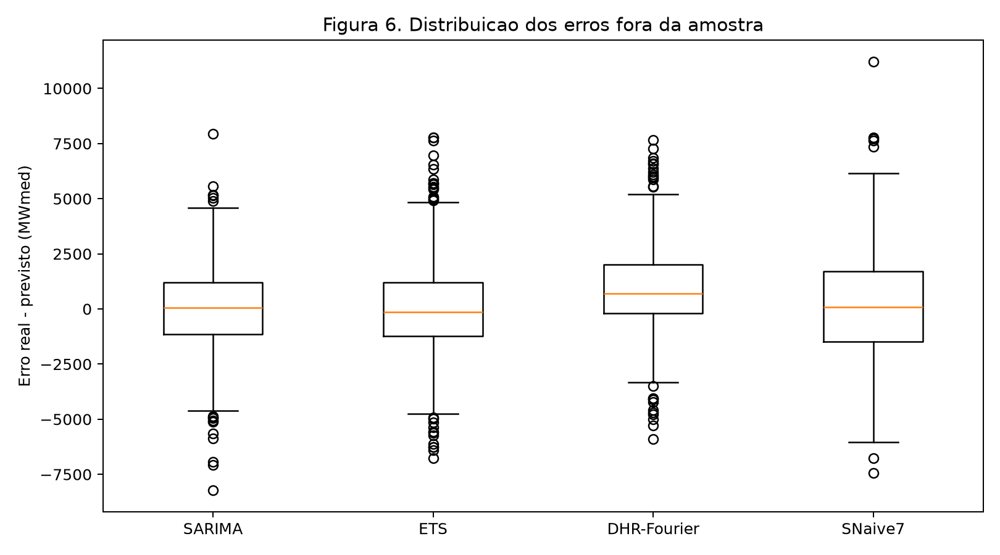 Figura 6. Distribuicao dos erros fora da amostra
Erro real - previsto (MWmed)
10000
7500
5000
2500
0
−2500
−5000
−7500
SARIMA
ETS
DHR-Fourier
SNaive7